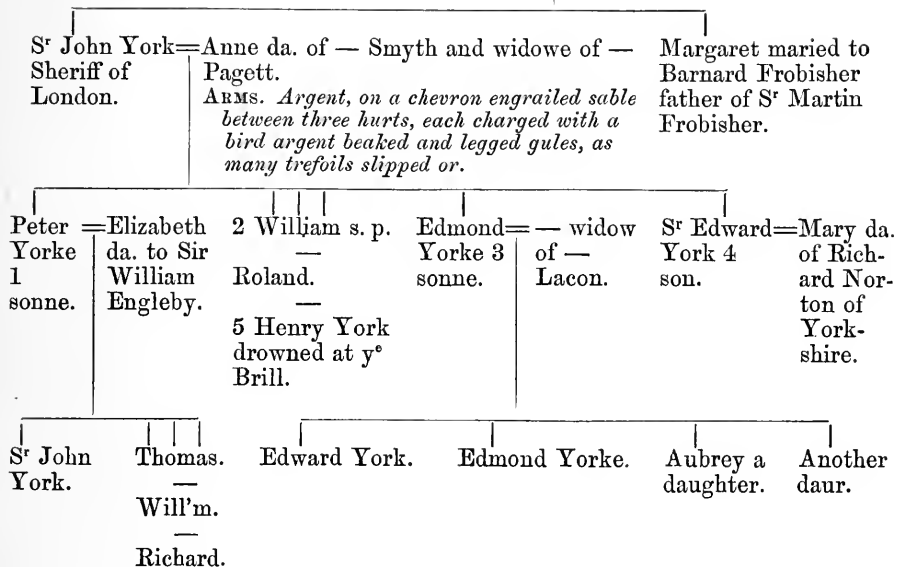 Sʳ John York=Anne da. of — Smyth and widowe of —
Sheriff of
London.
Pagett.
ARMS. Argent, on a chevron engrailed sable
between three hurts, each charged with a
bird argent beaked and legged gules, as
many trefoils slipped or.
Margaret maried to
Barnard Frobisher
father of Sʳ Martin
Frobisher.
Peter
Yorke
1
sonne.
=Elizabeth
da. to Sir
William
Engleby.
2 William s. p.
—
Roland.
—
5 Henry York
drowned at yᵉ
Brill.
Edmond=
Yorke 3
sonne.
— widow
of —
Lacon.
Sʳ Edward=
York 4
son.
Mary da.
of Rich-
ard Nor-
ton of
York-
shire.
Sʳ John
York.
Thomas.
—
Will'm.
—
Richard.
Edward York.
Edmond Yorke.
Aubrey a
daughter.
Another
daur.